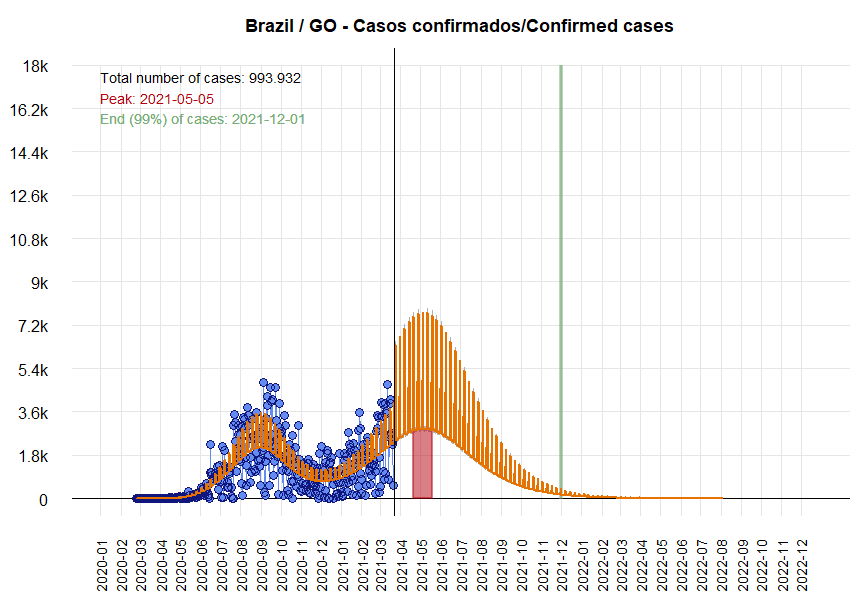 Brazil / GO - Casos confirmados/Confirmed cases
Total number of cases: 993.932
Peak: 2021-05-05
End (99%) of cases: 2021-12-01
18k
16.2k
14.4k
12.6k
10.8k
9k
7.2k
5.4k
3.6k
1.8k
0
2020-01
2020-02
2020-03
2020-04
2020-05
2020-06
2020-07
2020-08
2020-09
2020-10
2020-11
2020-12
2021-01
2021-02
2021-03
2021-04
2021-05
2021-06
2021-07
2021-08
2021-09
2021-10
2021-11
2021-12
2022-01
2022-02
2022-03
2022-04
2022-05
2022-06
2022-07
2022-08
2022-09
2022-10
2022-11
2022-12